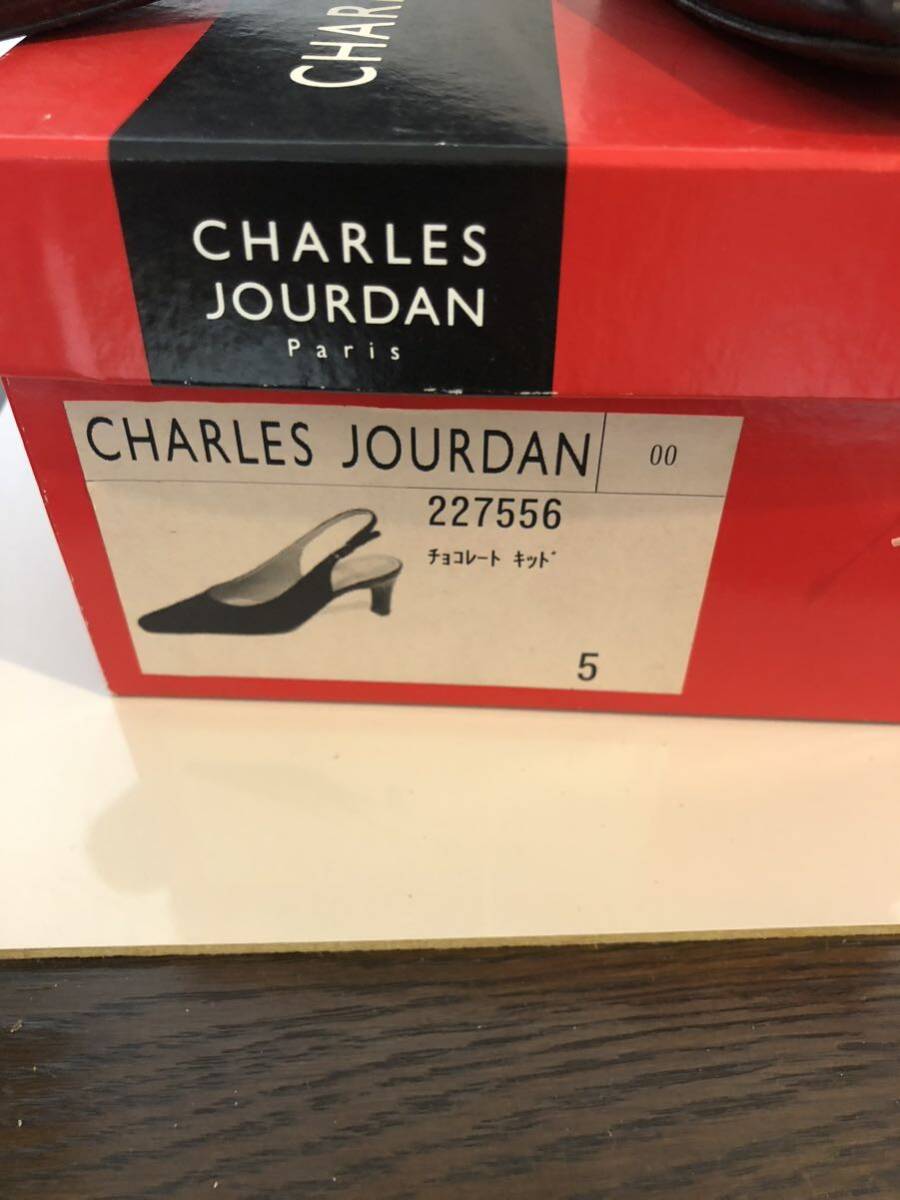 CHAR
CHARLES
JOURDAN
Paris
CHARLES JOURDAN
00
227556
チョコレート キッド
5